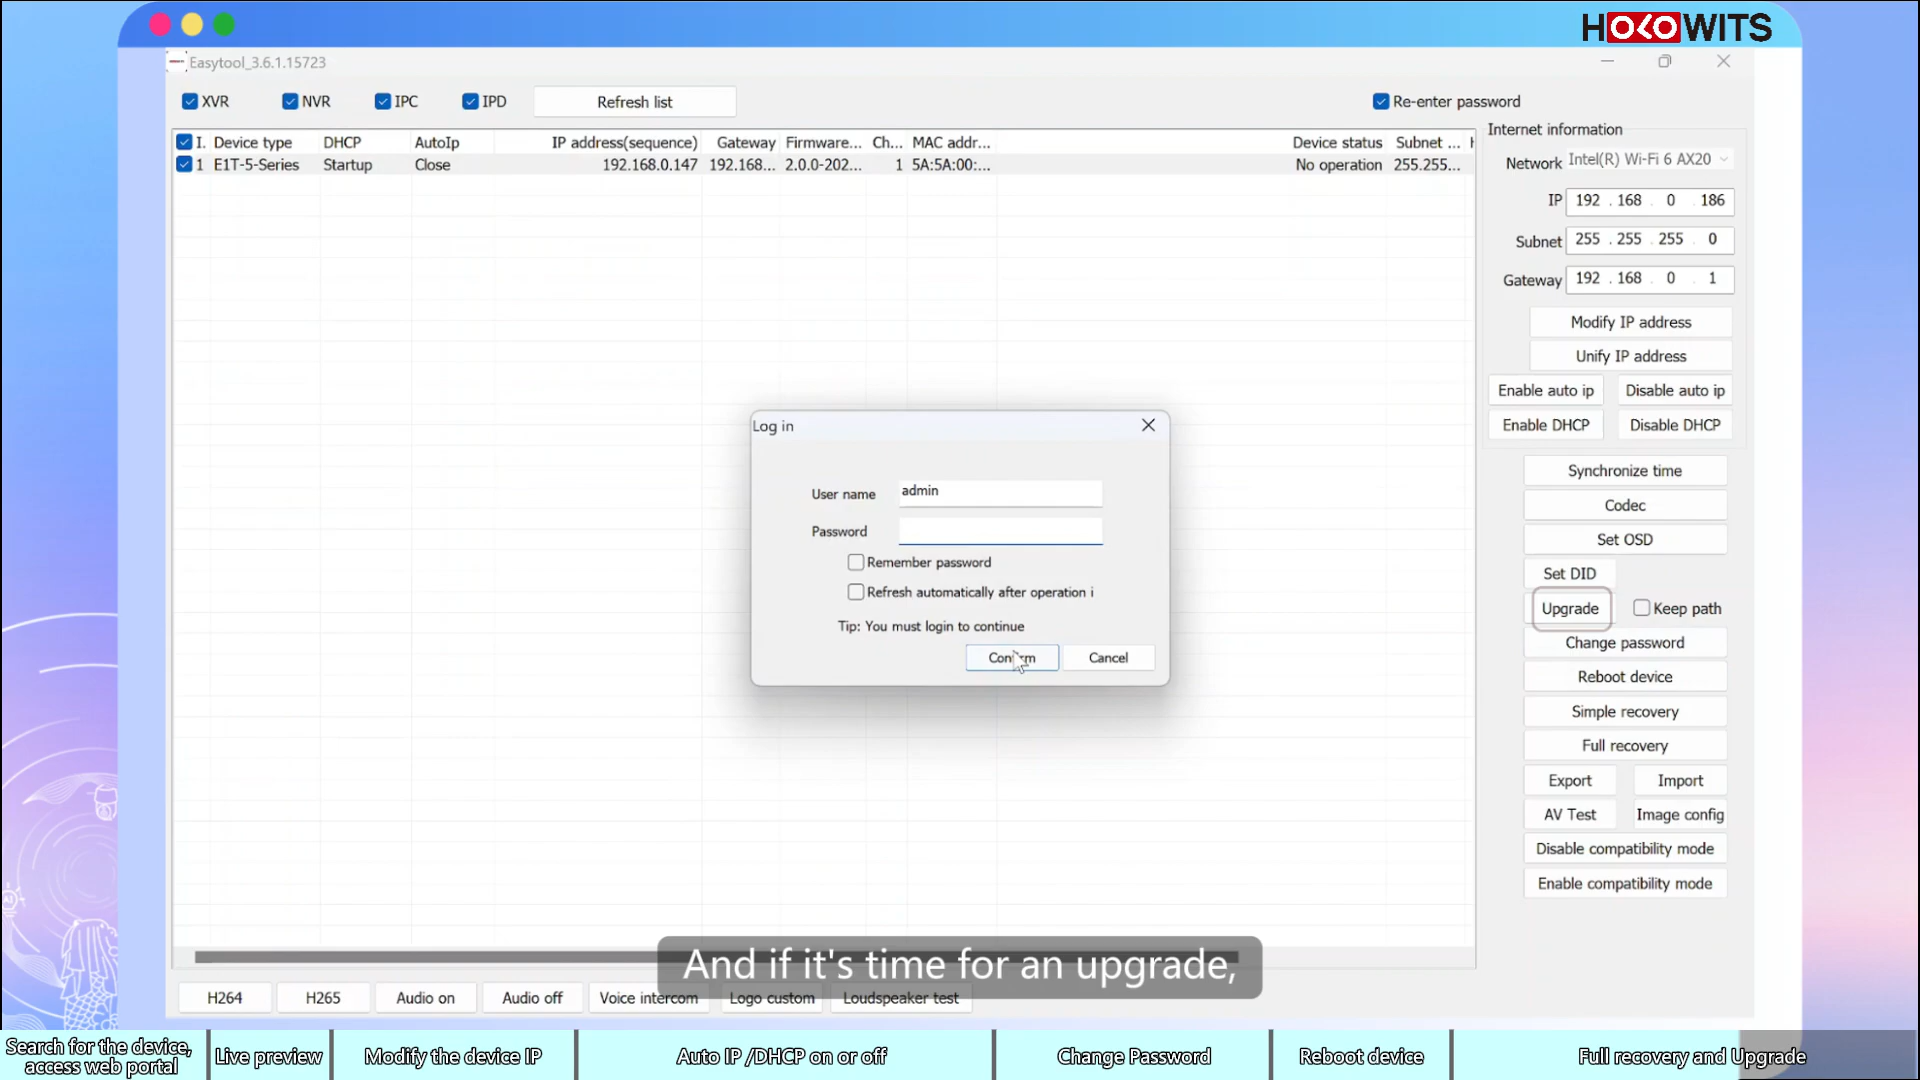 HOLOWITS
Easytool_3.6.1.15723
XVR NVR IPC IPD Refresh list Re-enter password
I. Device type DHCP AutoIp IP address(sequence) Gateway Firmware... Ch... MAC addr... Device status Subnet ...
1 E1T-5-Series Startup Close 192.168.0.147 192.168... 2.0.0-202... 1 5A:5A:00:... No operation 255.255...
Internet information
Network Intel(R) Wi-Fi 6 AX20
IP 192 . 168 . 0 . 186
Subnet 255 . 255 . 255 . 0
Gateway 192 . 168 . 0 . 1
Modify IP address
Unify IP address
Enable auto ip Disable auto ip
Enable DHCP Disable DHCP
Synchronize time
Codec
Set OSD
Set DID
Upgrade Keep path
Change password
Reboot device
Simple recovery
Full recovery
Export Import
AV Test Image config
Disable compatibility mode
Enable compatibility mode
Log in
User name admin
Password
Remember password
Refresh automatically after operation i
Tip: You must login to continue
Confirm Cancel
And if it's time for an upgrade,
H264 H265 Audio on Audio off Voice intercom Logo custom Loudspeaker test
Search for the device,
access web portal
Live preview
Modify the device IP
Auto IP /DHCP on or off
Change Password
Reboot device
Full recovery and Upgrade